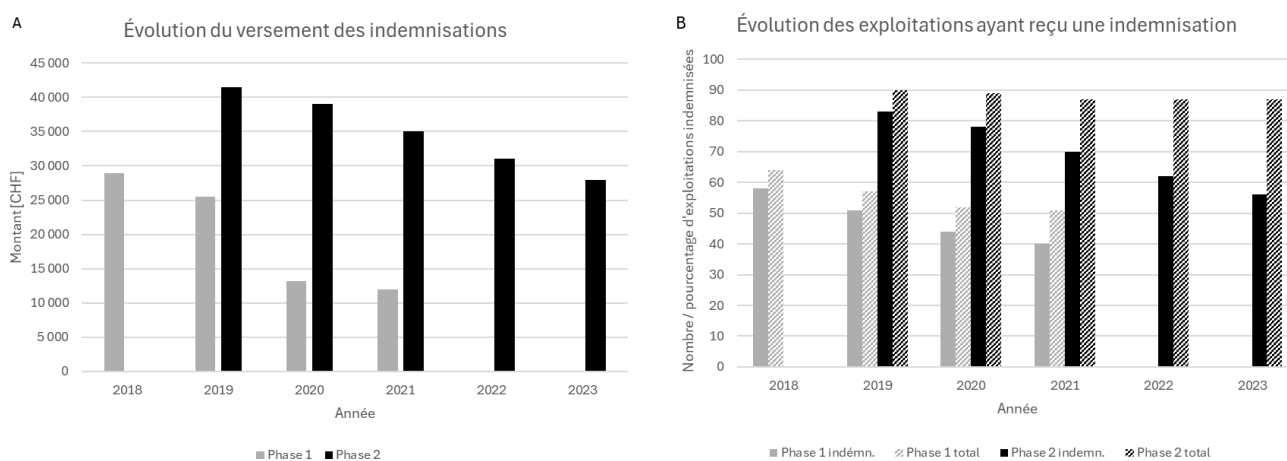 A
Évolution du versement des indemnisations
Montant [CHF]
45 000
40 000
35 000
30 000
25 000
20 000
15 000
10 000
5 000
0
2018 2019 2020 2021 2022 2023
Année
Phase 1 Phase 2
B
Évolution des exploitations ayant reçu une indemnisation
Nombre / pourcentage d'exploitations indemnisées
100
90
80
70
60
50
40
30
20
10
0
2018 2019 2020 2021 2022 2023
Année
Phase 1 indémn. Phase 1 total Phase 2 indemn. Phase 2 total